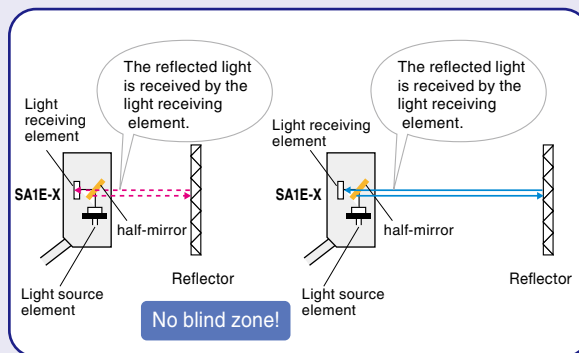 The reflected light
is received by the
light receiving
element.
Light
receiving
element
SA1E-X
half-mirror
Light source
element
Reflector
The reflected light
is received by the
light receiving
element.
Light receiving
element
SA1E-X
half-mirror
Light source
element
Reflector
No blind zone!